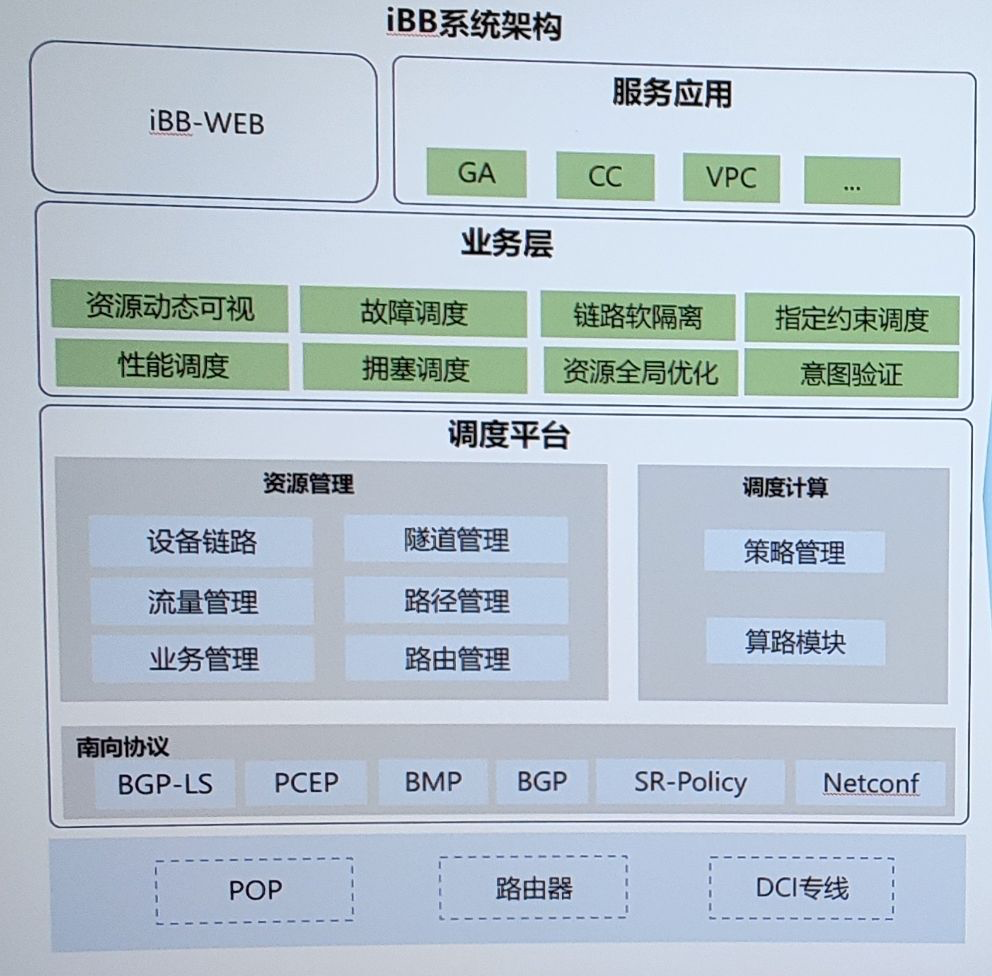 iBB系统架构
iBB-WEB
服务应用
GA
CC
VPC
...
业务层
资源动态可视
故障调度
链路软隔离
指定约束调度
性能调度
拥塞调度
资源全局优化
意图验证
调度平台
资源管理
设备链路
隧道管理
流量管理
路径管理
业务管理
路由管理
调度计算
策略管理
算路模块
南向协议
BGP-LS
PCEP
BMP
BGP
SR-Policy
Netconf
POP
路由器
DCI专线